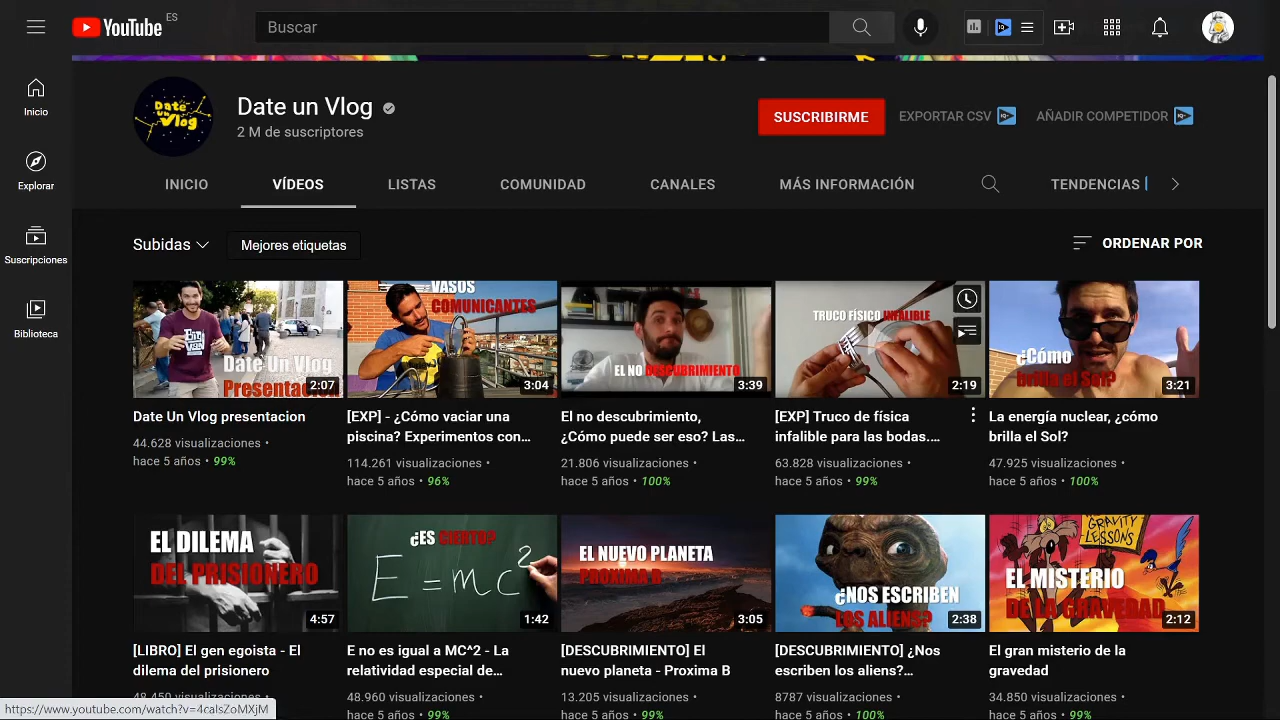 YouTube ES
Suscribir
Buscar
Inicio
Explorar
Suscripciones
Biblioteca
Date un Vlog
Date un Vlog
2 M de suscriptores
SUSCRIBIRME
EXPORTAR CSV
AÑADIR COMPETIDOR
INICIO
VÍDEOS
LISTAS
COMUNIDAD
CANALES
MÁS INFORMACIÓN
TENDENCIAS
Subidas
Mejores etiquetas
ORDENAR POR
Date Un Vlog
2:07
Date Un Vlog presentacion
44.628 visualizaciones •
hace 5 años • 99%
VASOS
COMUNICANTES
3:04
[EXP] - ¿Cómo vaciar una
piscina? Experimentos con...
114.261 visualizaciones •
hace 5 años • 96%
EL NO DESCUBRIMIENTO
3:39
El no descubrimiento,
¿Cómo puede ser eso? Las...
21.806 visualizaciones •
hace 5 años • 100%
TRUCO FÍSICO INFALIBLE
2:19
[EXP] Truco de física
infalible para las bodas....
63.828 visualizaciones •
hace 5 años • 99%
¿Cómo
brilla el Sol?
3:21
La energía nuclear, ¿cómo
brilla el Sol?
47.925 visualizaciones •
hace 5 años • 100%
EL DILEMA
DEL PRISIONERO
4:57
[LIBRO] El gen egoista - El
dilema del prisionero
¿ES CIERTO?
E = mc²
1:42
E no es igual a MC^2 - La
relatividad especial de...
48.960 visualizaciones •
hace 5 años • 99%
EL NUEVO PLANETA
PROXIMA B
3:05
[DESCUBRIMIENTO] El
nuevo planeta - Proxima B
13.205 visualizaciones •
hace 5 años • 99%
¿NOS ESCRIBEN
LOS ALIENS?
2:38
[DESCUBRIMIENTO] ¿Nos
escriben los aliens?...
8787 visualizaciones •
hace 5 años • 100%
GRAVITY
LESSONS
EL MISTERIO
DE LA GRAVEDAD
2:12
El gran misterio de la
gravedad
34.850 visualizaciones •
hace 5 años • 99%
https://www.youtube.com/watch?v=4calsZoMXjM